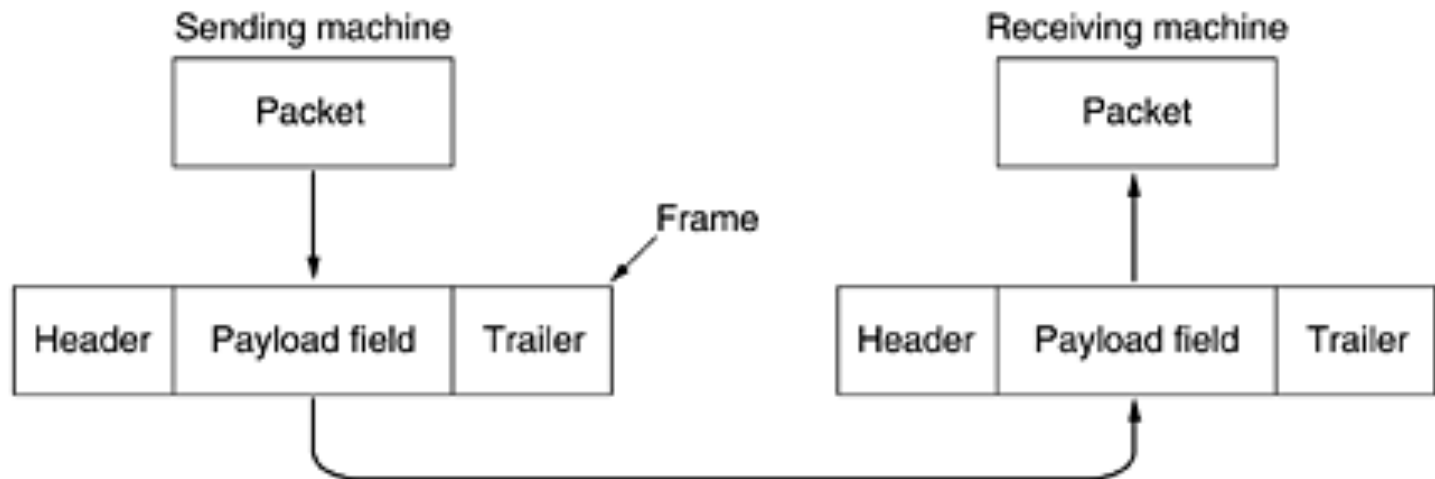 Sending machine
Receiving machine
Packet
Packet
Frame
Header
Payload field
Trailer
Header
Payload field
Trailer